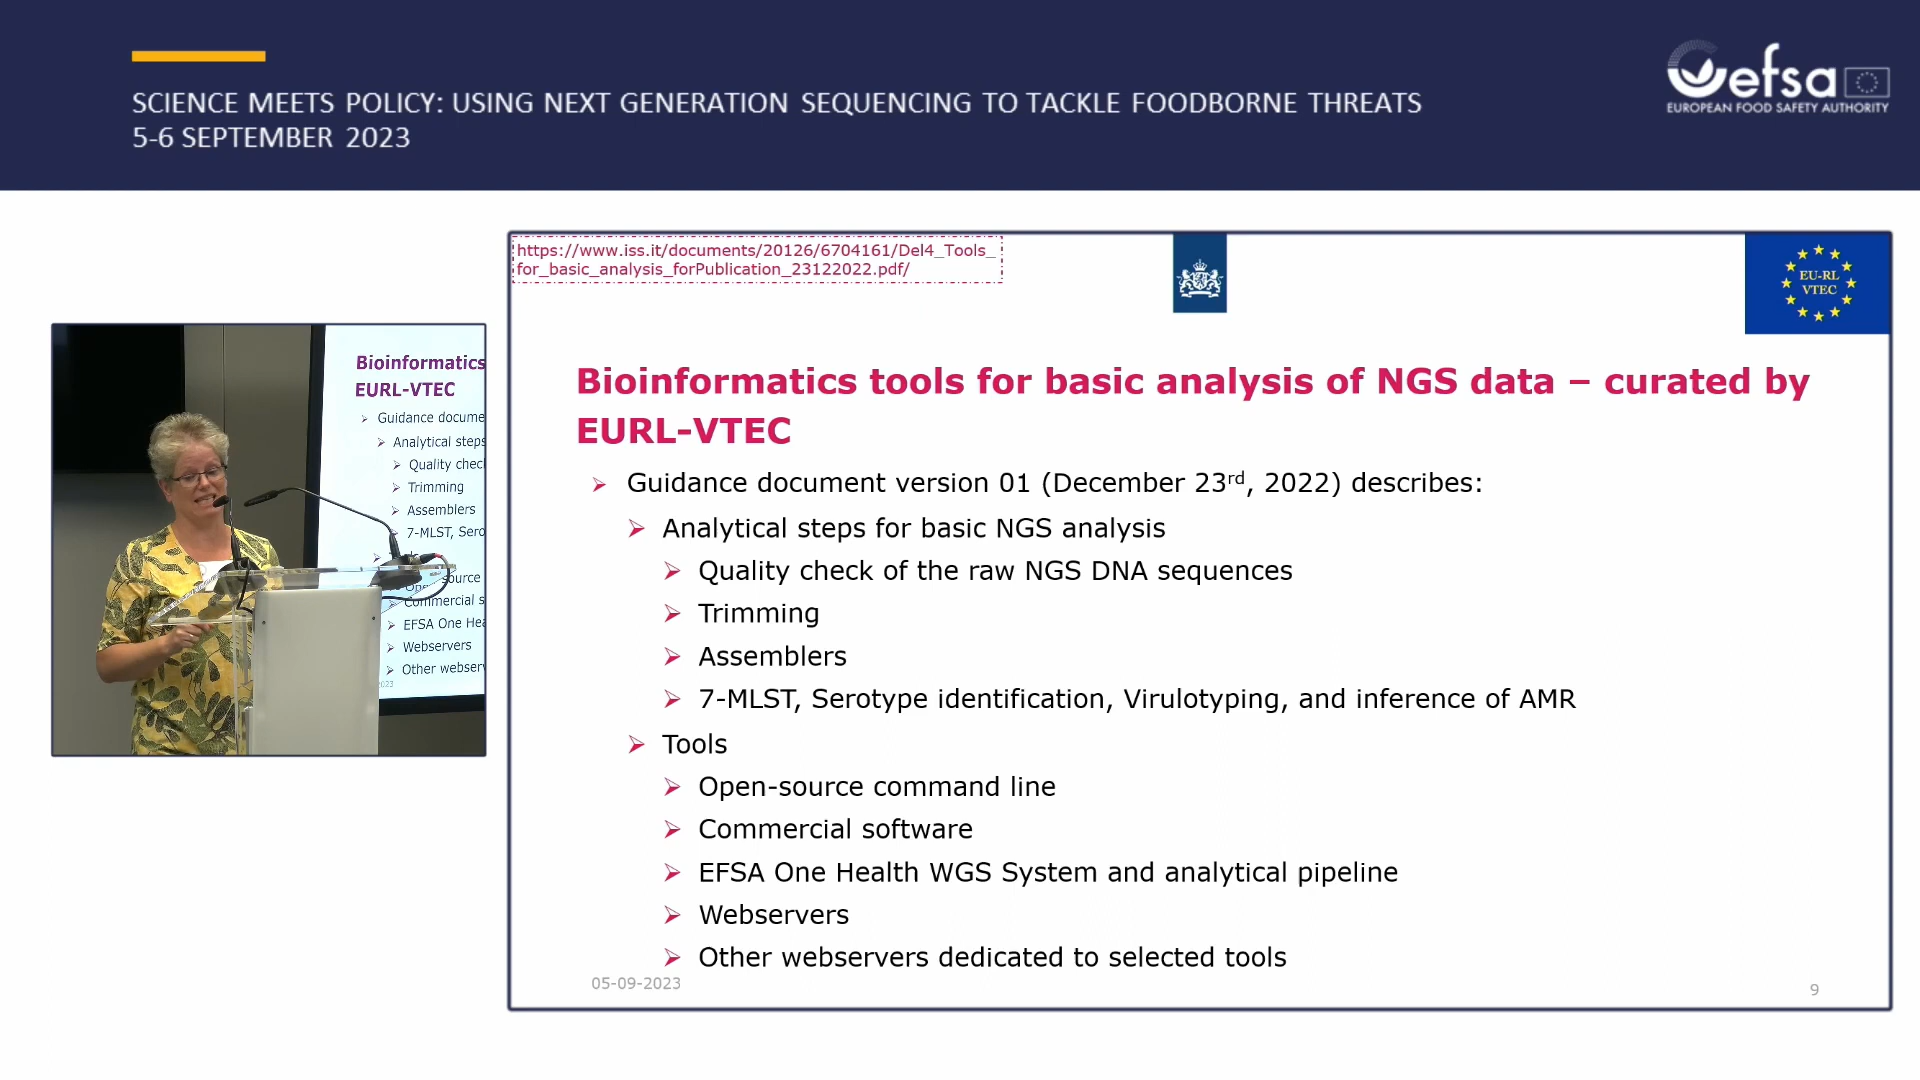 SCIENCE MEETS POLICY: USING NEXT GENERATION SEQUENCING TO TACKLE FOODBORNE THREATS
5-6 SEPTEMBER 2023
efsa
EUROPEAN FOOD SAFETY AUTHORITY
Bioinformatics
EURL-VTEC
Guidance docume
Analytical steps
Quality chec
Trimming
Assemblers
7-MLST, Sero
source
Commercial s
EFSA One Hea
Webservers
Other webserv
2023
https://www.iss.it/documents/20126/6704161/Del4_Tools_
for_basic_analysis_forPublication_23122022.pdf/
EU-RL
VTEC
Bioinformatics tools for basic analysis of NGS data – curated by
EURL-VTEC
Guidance document version 01 (December 23rd, 2022) describes:
Analytical steps for basic NGS analysis
Quality check of the raw NGS DNA sequences
Trimming
Assemblers
7-MLST, Serotype identification, Virulotyping, and inference of AMR
Tools
Open-source command line
Commercial software
EFSA One Health WGS System and analytical pipeline
Webservers
Other webservers dedicated to selected tools
05-09-2023
9